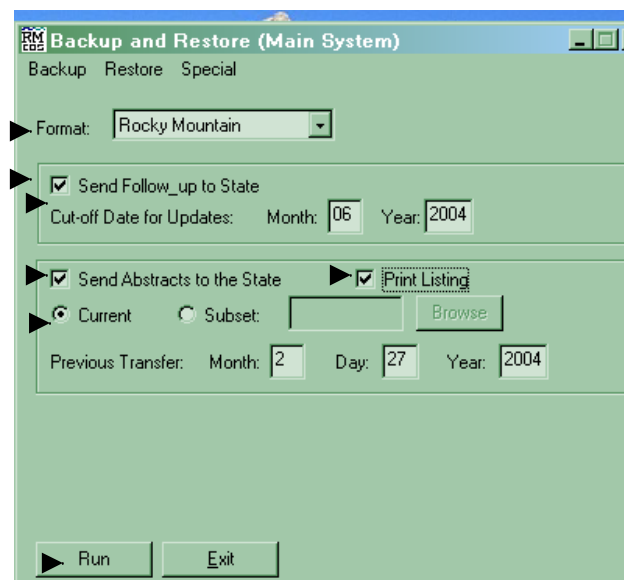 RM
COS
Backup and Restore (Main System)
Backup Restore Special
Format: Rocky Mountain
Send Follow_up to State
Cut-off Date for Updates: Month: 06 Year: 2004
Send Abstracts to the State Print Listing
Current Subset: Browse
Previous Transfer: Month: 2 Day: 27 Year: 2004
Run Exit